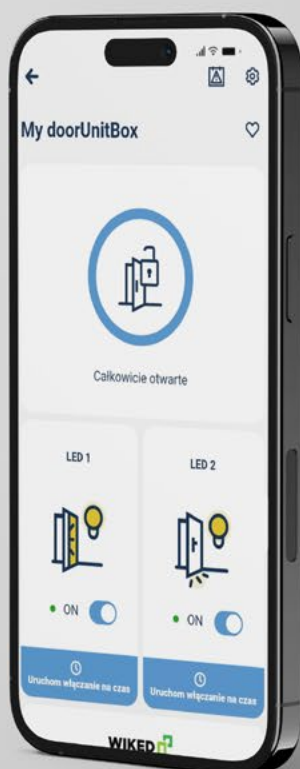 My doorUnitBox
Całkowicie otwarte
LED 1
LED 2
ON
ON
Uruchom włączanie na czas
Uruchom włączanie na czas
WIKED